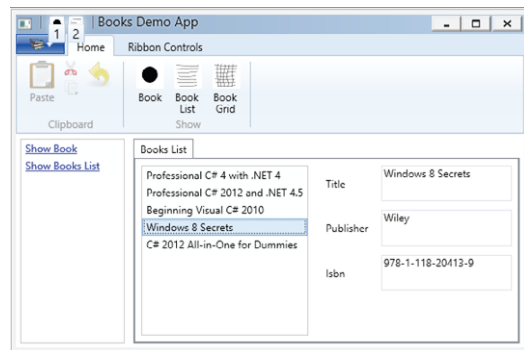 Books Demo App
1 2
Home Ribbon Controls
Paste
Book Book List Book Grid
Clipboard Show
Show Book
Show Books List
Books List
Professional C# 4 with .NET 4
Professional C# 2012 and .NET 4.5
Beginning Visual C# 2010
Windows 8 Secrets
C# 2012 All-in-One for Dummies
Title Windows 8 Secrets
Publisher Wiley
Isbn 978-1-118-20413-9